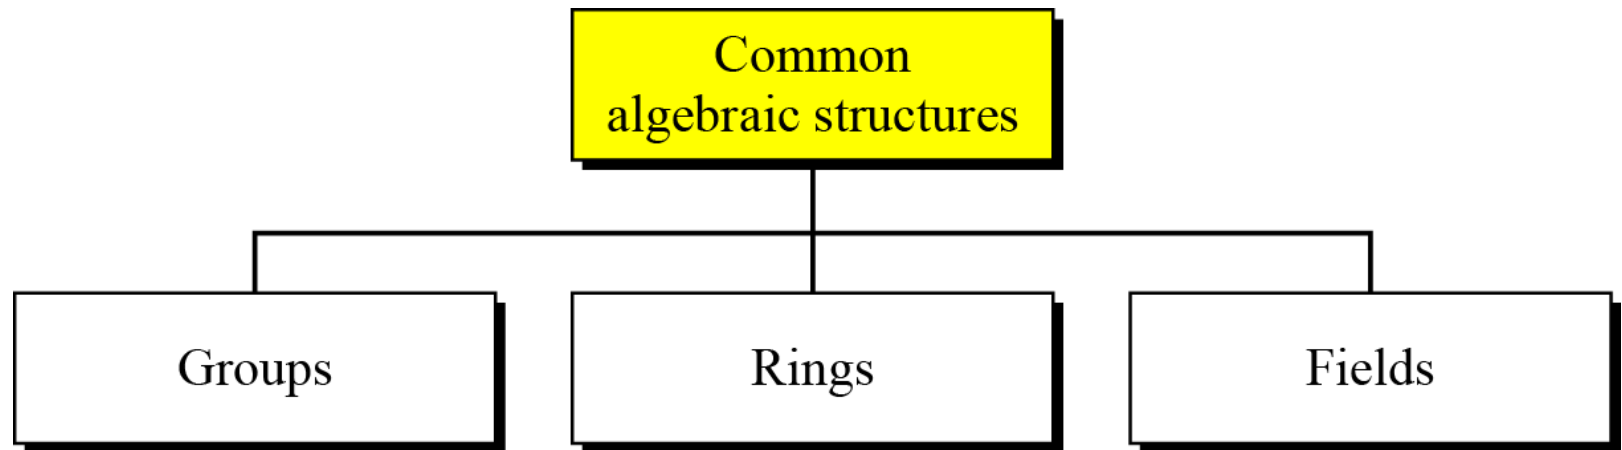 Common
algebraic structures
Groups
Rings
Fields